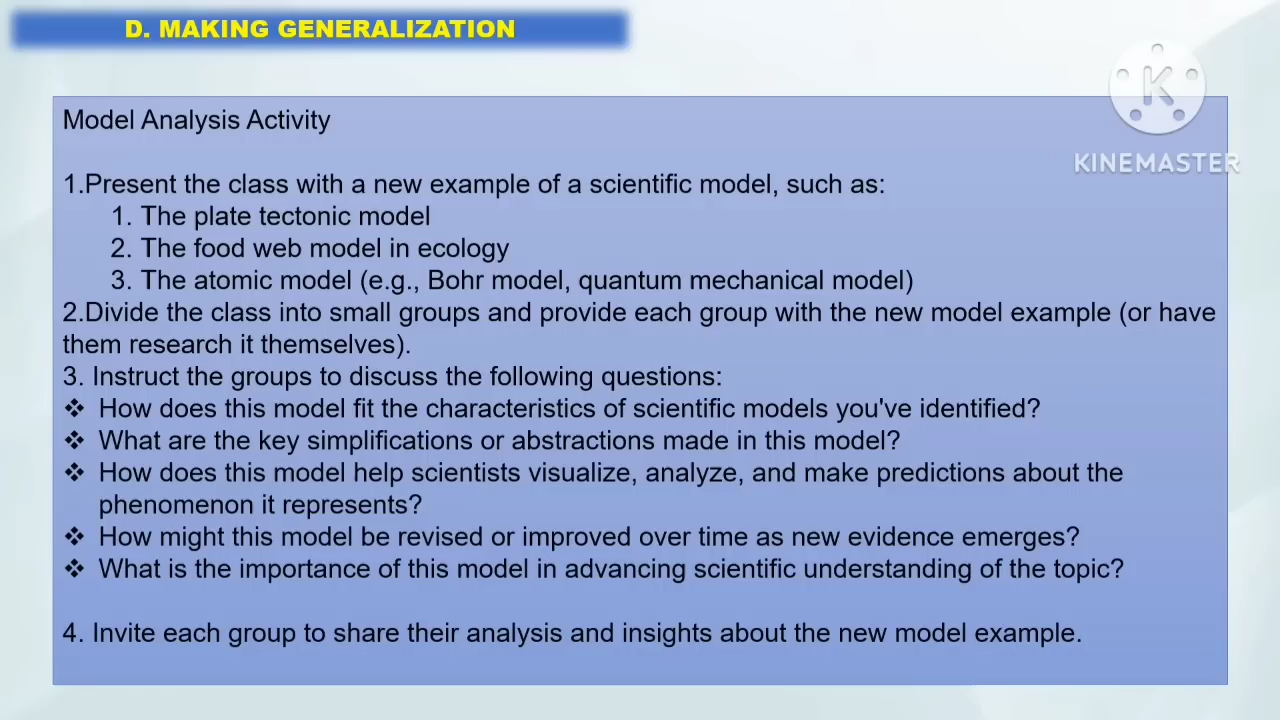 D. MAKING GENERALIZATION
K
KINEMASTER
Model Analysis Activity
1.Present the class with a new example of a scientific model, such as:
1. The plate tectonic model
2. The food web model in ecology
3. The atomic model (e.g., Bohr model, quantum mechanical model)
2.Divide the class into small groups and provide each group with the new model example (or have
them research it themselves).
3. Instruct the groups to discuss the following questions:
❖ How does this model fit the characteristics of scientific models you've identified?
❖ What are the key simplifications or abstractions made in this model?
❖ How does this model help scientists visualize, analyze, and make predictions about the
phenomenon it represents?
❖ How might this model be revised or improved over time as new evidence emerges?
❖ What is the importance of this model in advancing scientific understanding of the topic?
4. Invite each group to share their analysis and insights about the new model example.